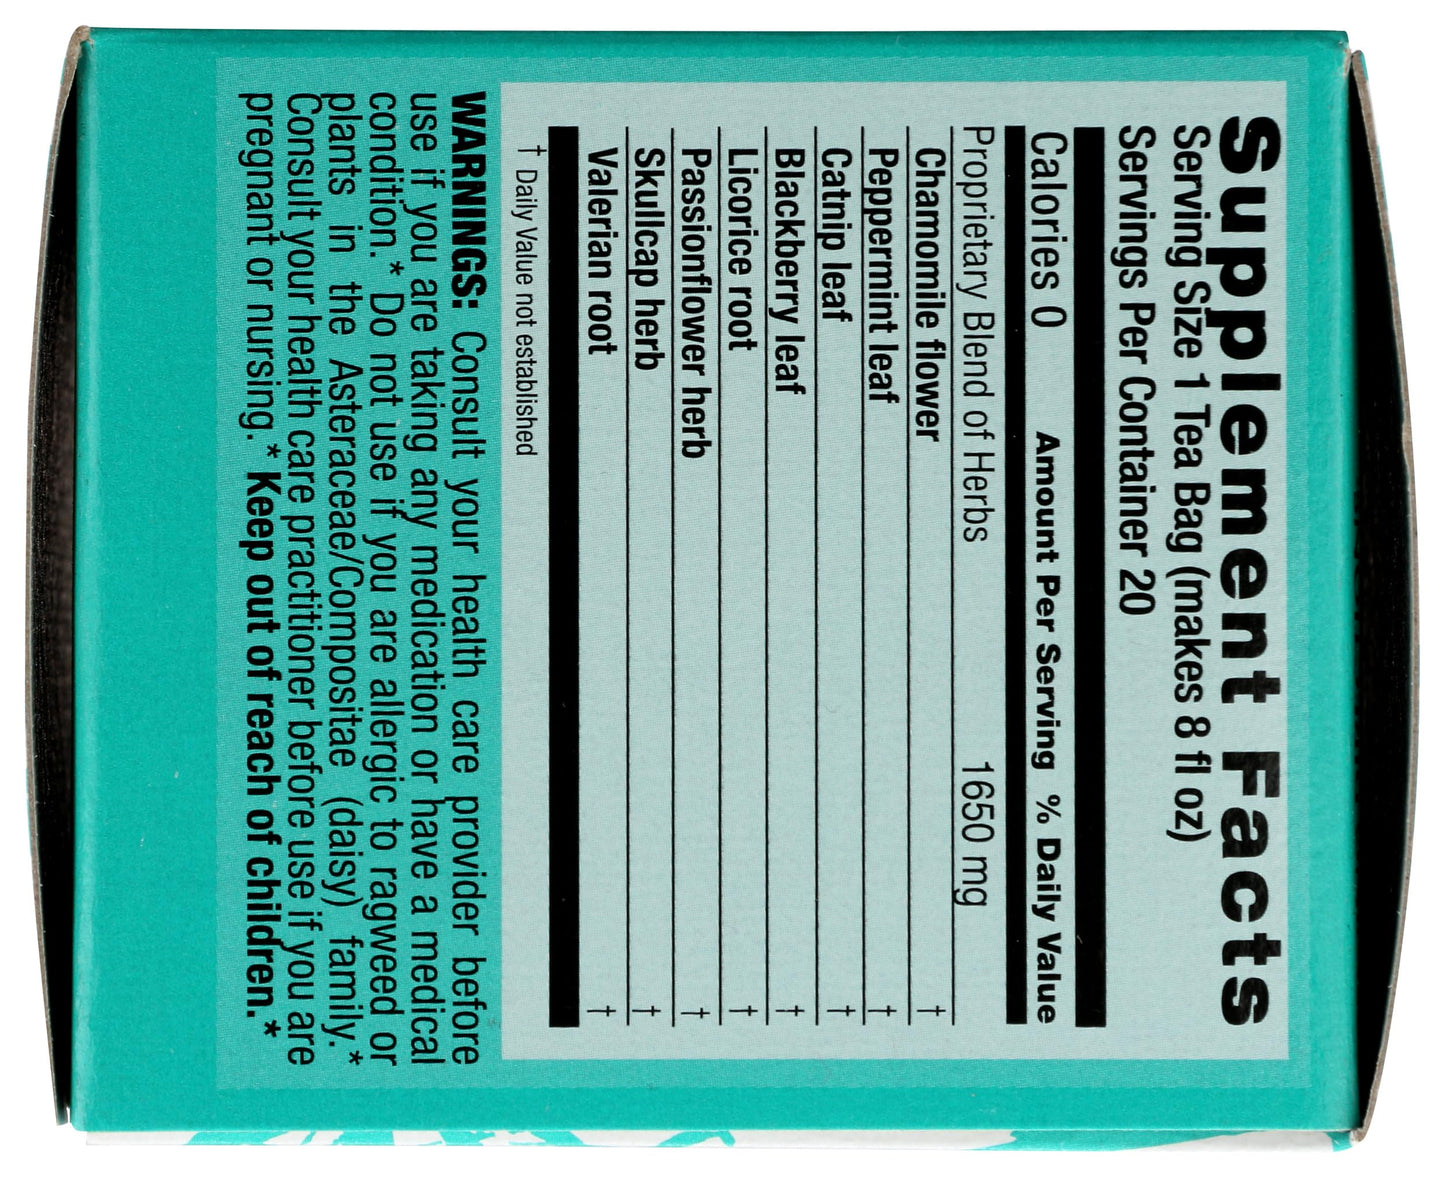 Supplement Facts
Serving Size 1 Tea Bag (makes 8 fl oz)
Servings Per Container 20
Calories 0 Amount Per Serving % Daily Value
Proprietary Blend of Herbs 1650 mg
Chamomile flower †
Peppermint leaf †
Catnip leaf †
Blackberry leaf †
Licorice root †
Passionflower herb †
Skullcap herb †
Valerian root †
† Daily Value not established
WARNINGS: Consult your health care provider before
use if you are taking any medication or have a medical
condition.* Do not use if you are allergic to ragweed or
plants in the Asteraceae/Compositae (daisy) family.*
Consult your health care practitioner before use if you are
pregnant or nursing.* Keep out of reach of children.*